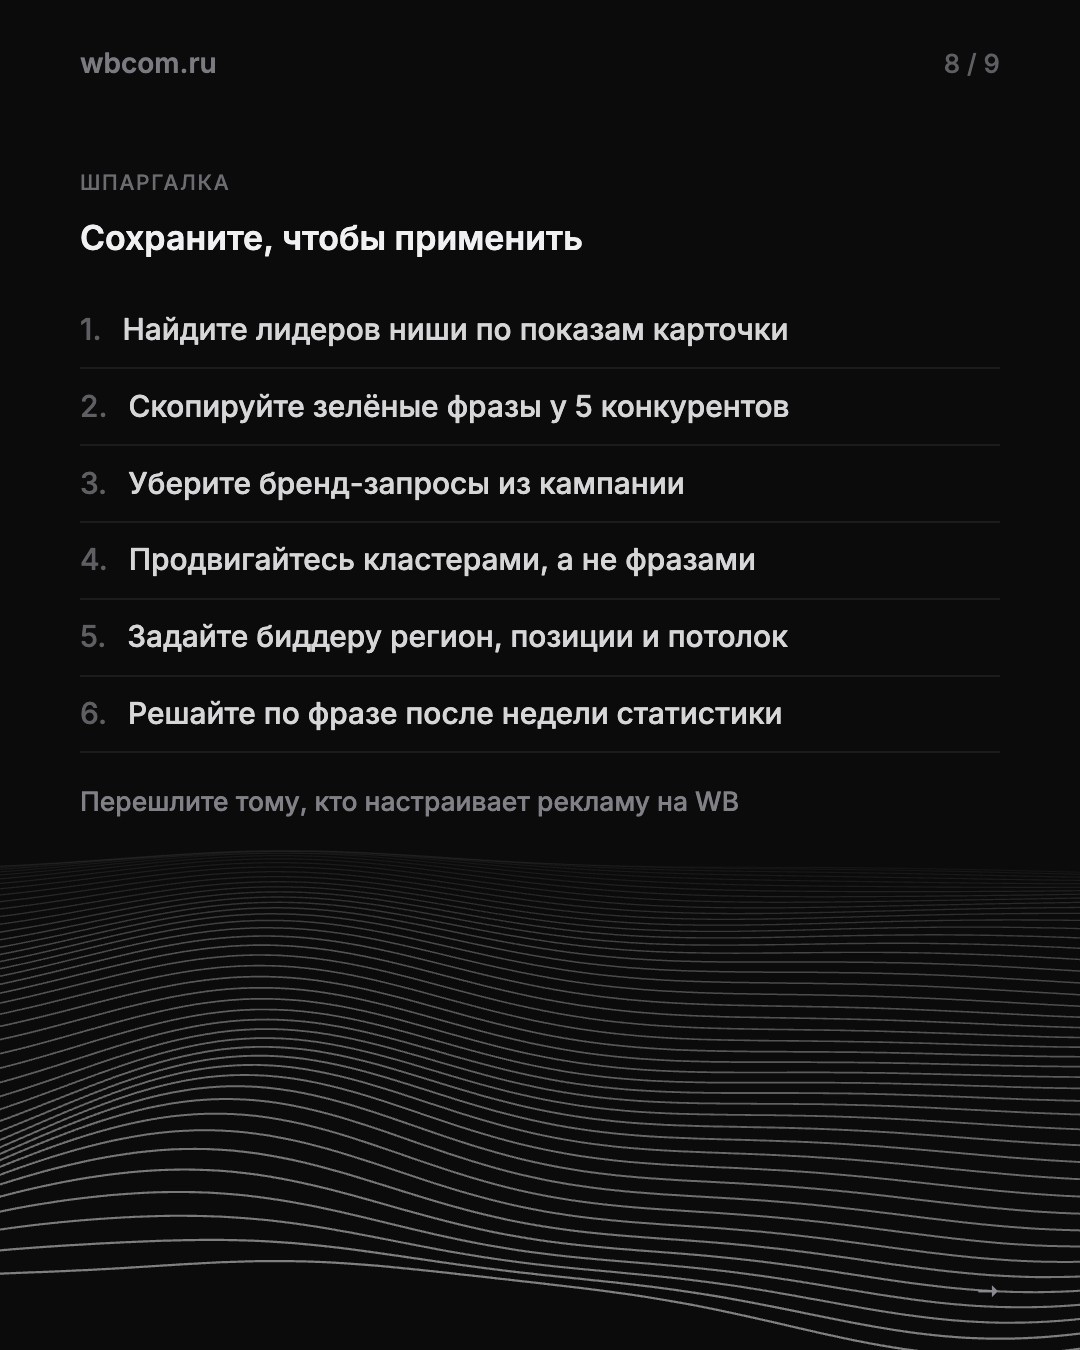 wbcom.ru
8 / 9
ШПАРГАЛКА
Сохраните, чтобы применить
1. Найдите лидеров ниши по показам карточки
2. Скопируйте зелёные фразы у 5 конкурентов
3. Уберите бренд-запросы из кампании
4. Продвигайтесь кластерами, а не фразами
5. Задайте биддеру регион, позиции и потолок
6. Решайте по фразе после недели статистики
Перешлите тому, кто настраивает рекламу на WB